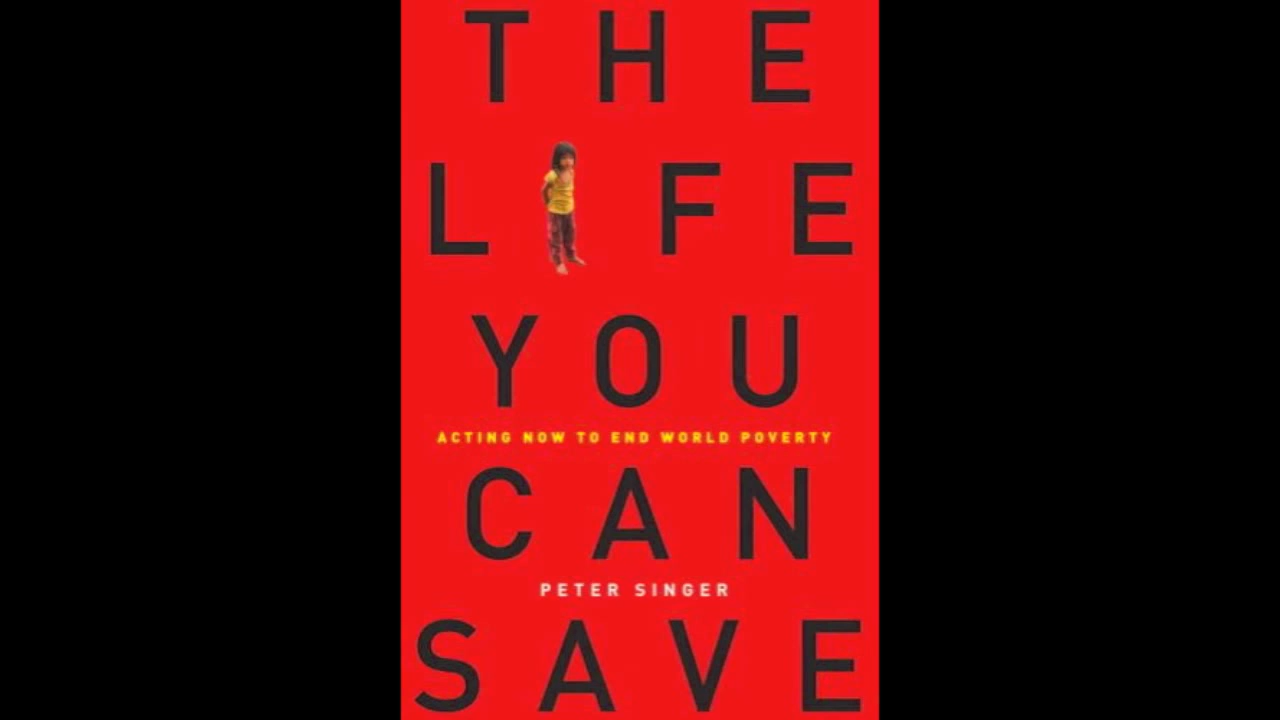 THE
LIFE
YOU
ACTING NOW TO END WORLD POVERTY
CAN
PETER SINGER
SAVE